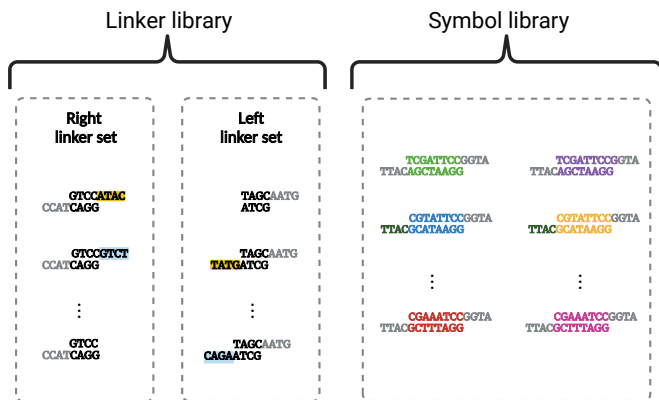 Linker library
Symbol library
Right
linker set
GTCCATAC
CCATCAGG
GTCCGTCT
CCATCAGG
⋮
GTCC
CCATCAGG
Left
linker set
TAGCAATG
ATCG
TAGCAATG
TATGATCG
⋮
TAGCAATG
CAGAATCG
TCGATTCCGGTA
TTACAGCTAAGG
TCGATTCCGGTA
TTACAGCTAAGG
CGTATTCCGGTA
TTACGCATAAGG
CGTATTCCGGTA
TTACGCATAAGG
⋮
⋮
CGAAATCCGGTA
TTACGCTTTAGG
CGAAATCCGGTA
TTACGCTTTAGG